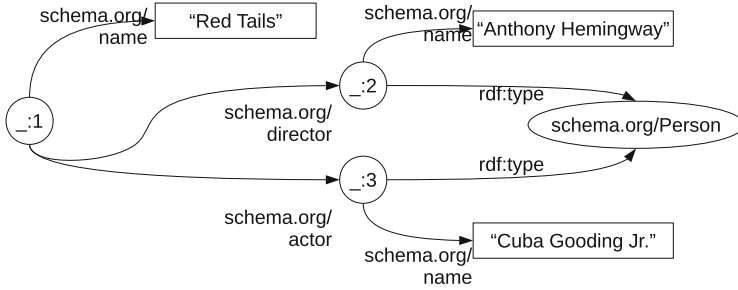 schema.org/
name
“Red Tails”
schema.org/
name
“Anthony Hemingway”
_:1
_:2
schema.org/
director
rdf:type
schema.org/Person
_:3
rdf:type
schema.org/
actor
“Cuba Gooding Jr.”
schema.org/
name